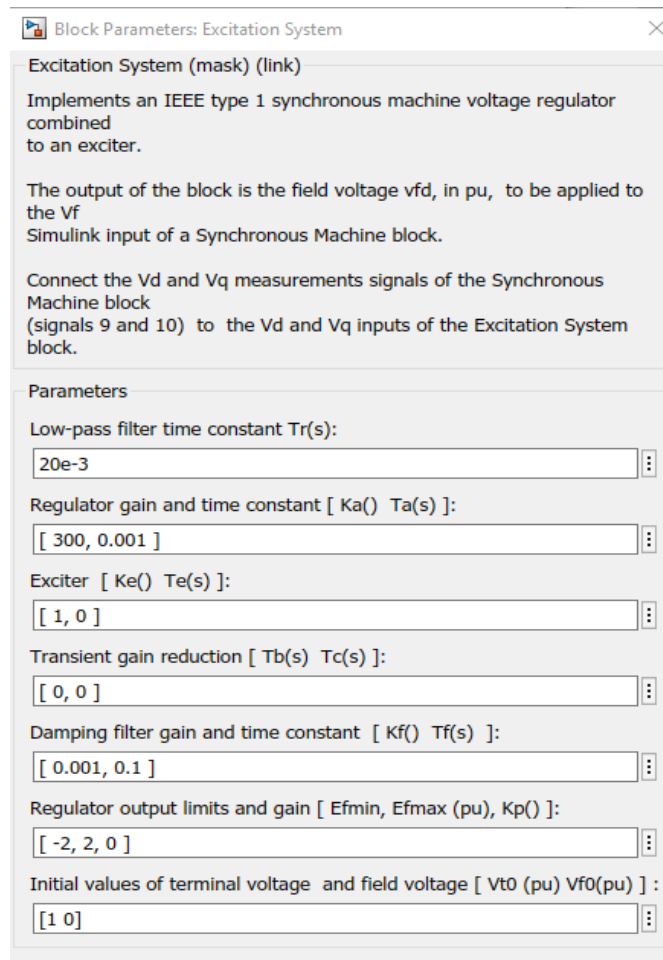 Block Parameters: Excitation System
Excitation System (mask) (link)
Implements an IEEE type 1 synchronous machine voltage regulator
combined
to an exciter.
The output of the block is the field voltage vfd, in pu, to be applied to
the Vf
Simulink input of a Synchronous Machine block.
Connect the Vd and Vq measurements signals of the Synchronous
Machine block
(signals 9 and 10) to the Vd and Vq inputs of the Excitation System
block.
Parameters
Low-pass filter time constant Tr(s):
20e-3
Regulator gain and time constant [ Ka() Ta(s) ]:
[ 300, 0.001 ]
Exciter [ Ke() Te(s) ]:
[ 1, 0 ]
Transient gain reduction [ Tb(s) Tc(s) ]:
[ 0, 0 ]
Damping filter gain and time constant [ Kf() Tf(s) ]:
[ 0.001, 0.1 ]
Regulator output limits and gain [ Efmin, Efmax (pu), Kp() ]:
[ -2, 2, 0 ]
Initial values of terminal voltage and field voltage [ Vt0 (pu) Vf0(pu) ] :
[1 0]